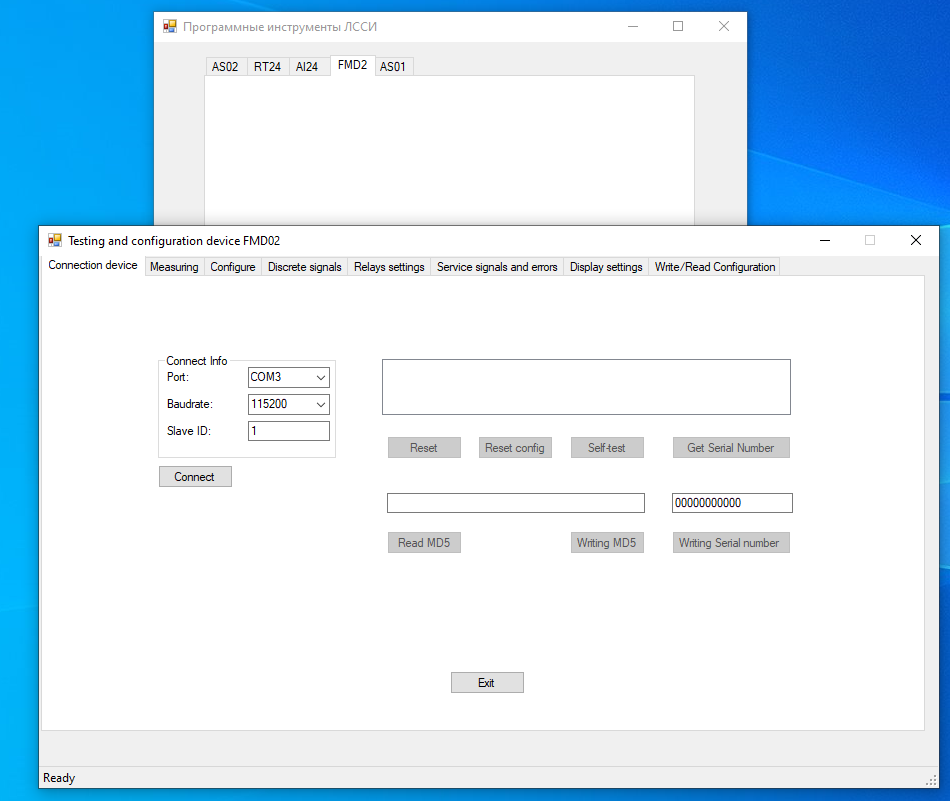 Программные инструменты ЛССИ
AS02 RT24 AI24 FMD2 AS01
Testing and configuration device FMD02
Connection device Measuring Configure Discrete signals Relays settings Service signals and errors Display settings Write/Read Configuration
Connect Info
Port: COM3
Baudrate: 115200
Slave ID: 1
Reset Reset config Self-test Get Serial Number
Connect
00000000000
Read MD5 Writing MD5 Writing Serial number
Exit
Ready